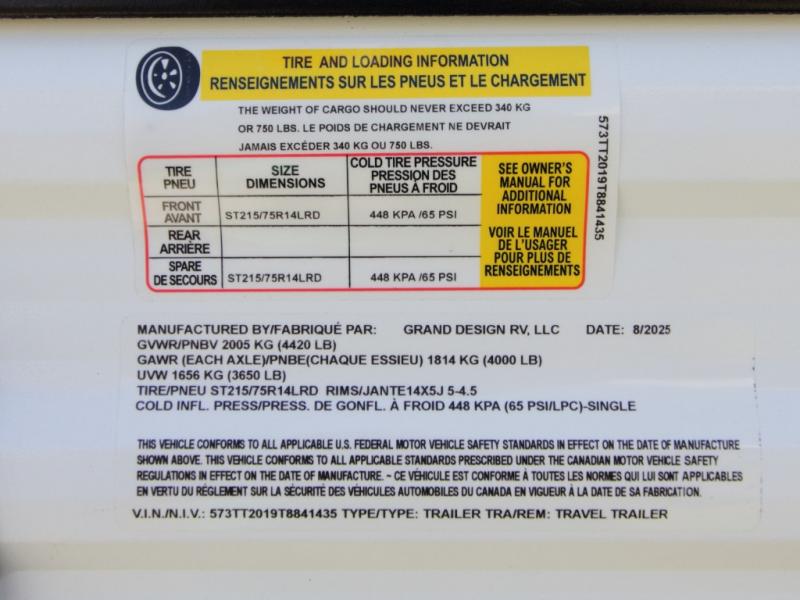 TIRE AND LOADING INFORMATION
RENSEIGNEMENTS SUR LES PNEUS ET LE CHARGEMENT
THE WEIGHT OF CARGO SHOULD NEVER EXCEED 340 KG
OR 750 LBS. LE POIDS DE CHARGEMENT NE DEVRAIT
JAMAIS EXCÉDER 340 KG OU 750 LBS.
TIRE PNEU SIZE DIMENSIONS COLD TIRE PRESSURE PRESSION DES PNEUS À FROID
FRONT AVANT ST215/75R14LRD 448 KPA /65 PSI
REAR ARRIÈRE
SPARE DE SECOURS ST215/75R14LRD 448 KPA /65 PSI
SEE OWNER'S
MANUAL FOR
ADDITIONAL
INFORMATION
VOIR LE MANUEL
DE L'USAGER
POUR PLUS DE
RENSEIGNEMENTS
573TT2019T8841435
MANUFACTURED BY/FABRIQUÉ PAR: GRAND DESIGN RV, LLC DATE: 8/2025
GVWR/PNBV 2005 KG (4420 LB)
GAWR (EACH AXLE)/PNBE(CHAQUE ESSIEU) 1814 KG (4000 LB)
UVW 1656 KG (3650 LB)
TIRE/PNEU ST215/75R14LRD RIMS/JANTE14X5J 5-4.5
COLD INFL. PRESS/PRESS. DE GONFL. À FROID 448 KPA (65 PSI/LPC)-SINGLE
THIS VEHICLE CONFORMS TO ALL APPLICABLE U.S. FEDERAL MOTOR VEHICLE SAFETY STANDARDS IN EFFECT ON THE DATE OF MANUFACTURE
SHOWN ABOVE. THIS VEHICLE CONFORMS TO ALL APPLICABLE STANDARDS PRESCRIBED UNDER THE CANADIAN MOTOR VEHICLE SAFETY
REGULATIONS IN EFFECT ON THE DATE OF MANUFACTURE. ~ CE VÉHICULE EST CONFORME À TOUTES LES NORMES QUI LUI SONT APPLICABLES
EN VERTU DU RÉGLEMENT SUR LA SÉCURITÉ DES VÉHICULES AUTOMOBILES DU CANADA EN VIGUEUR À LA DATE DE SA FABRICATION.
V.I.N./N.I.V.: 573TT2019T8841435 TYPE/TYPE: TRAILER TRA/REM: TRAVEL TRAILER